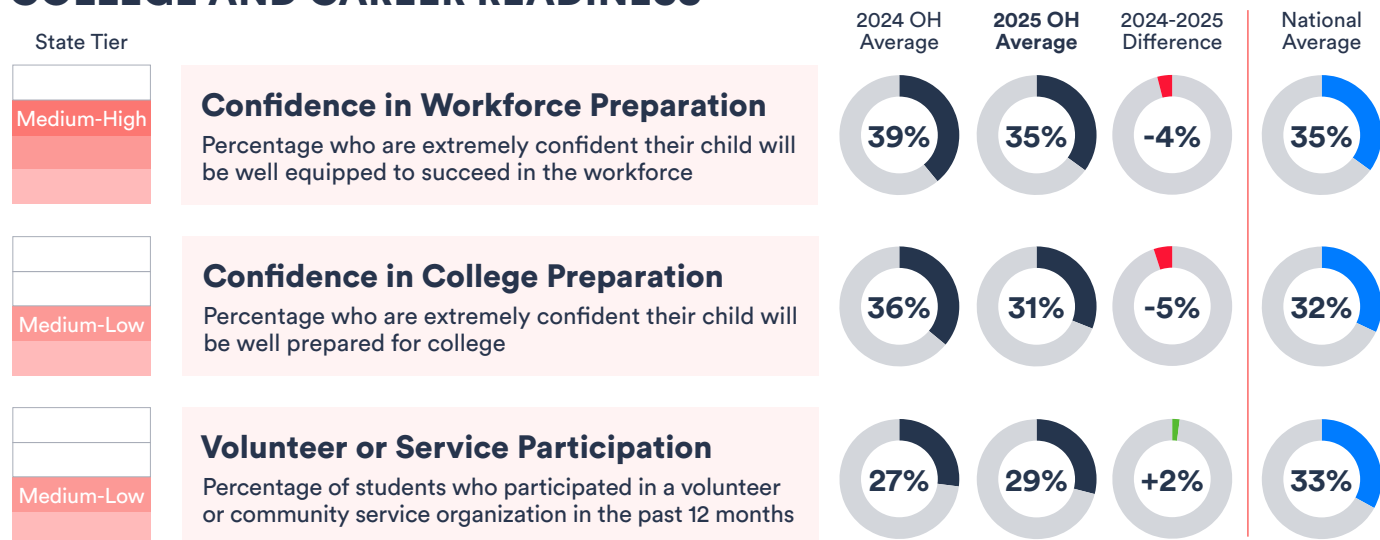 COLLEGE AND CAREER READINESS
State Tier
2024 OH
Average
2025 OH
Average
2024-2025
Difference
National
Average
Medium-High
Confidence in Workforce Preparation
Percentage who are extremely confident their child will
be well equipped to succeed in the workforce
39%
35%
-4%
35%
Medium-Low
Confidence in College Preparation
Percentage who are extremely confident their child will
be well prepared for college
36%
31%
-5%
32%
Medium-Low
Volunteer or Service Participation
Percentage of students who participated in a volunteer
or community service organization in the past 12 months
27%
29%
+2%
33%